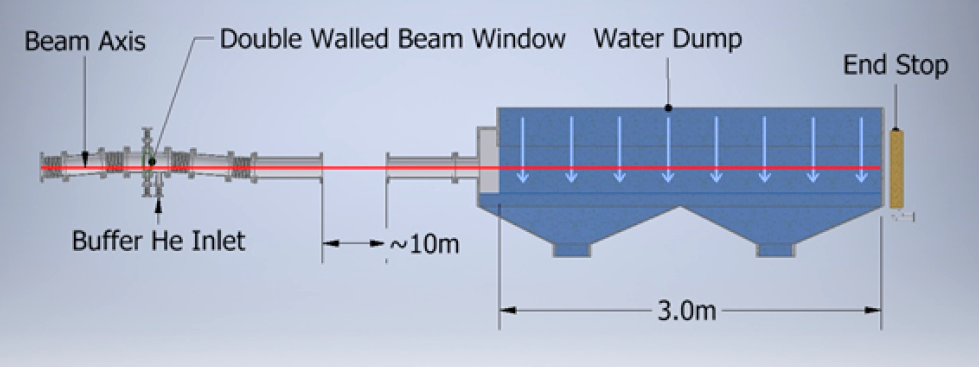 Beam Axis
Double Walled Beam Window
Water Dump
End Stop
Buffer He Inlet
~10m
3.0m